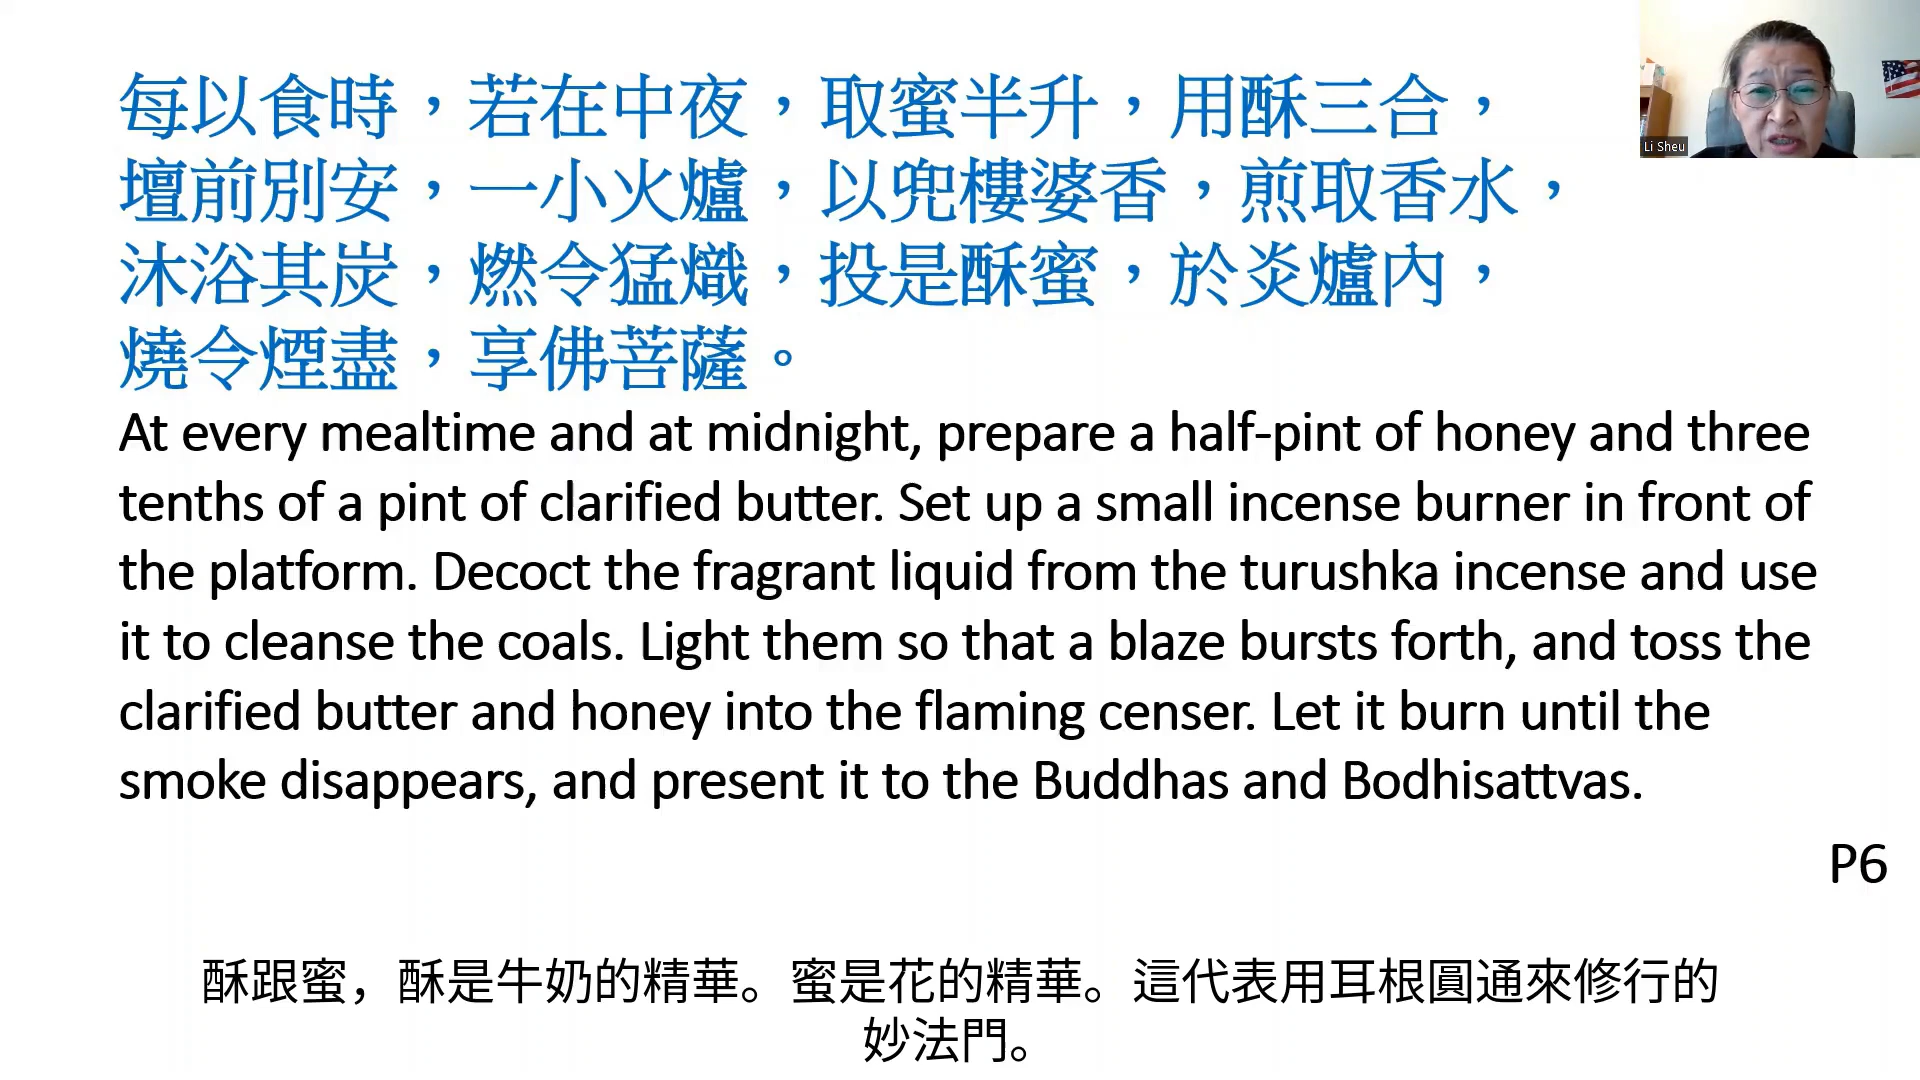 每以食時，若在中夜，取蜜半升，用酥三合，
壇前別安，一小火爐，以兜樓婆香，煎取香水，
沐浴其炭，燃令猛熾，投是酥蜜，於炎爐內，
燒令煙盡，享佛菩薩。
At every mealtime and at midnight, prepare a half-pint of honey and three
tenths of a pint of clarified butter. Set up a small incense burner in front of
the platform. Decoct the fragrant liquid from the turushka incense and use
it to cleanse the coals. Light them so that a blaze bursts forth, and toss the
clarified butter and honey into the flaming censer. Let it burn until the
smoke disappears, and present it to the Buddhas and Bodhisattvas.
P6
酥跟蜜，酥是牛奶的精華。蜜是花的精華。這代表用耳根圓通來修行的
妙法門。
Li Sheu